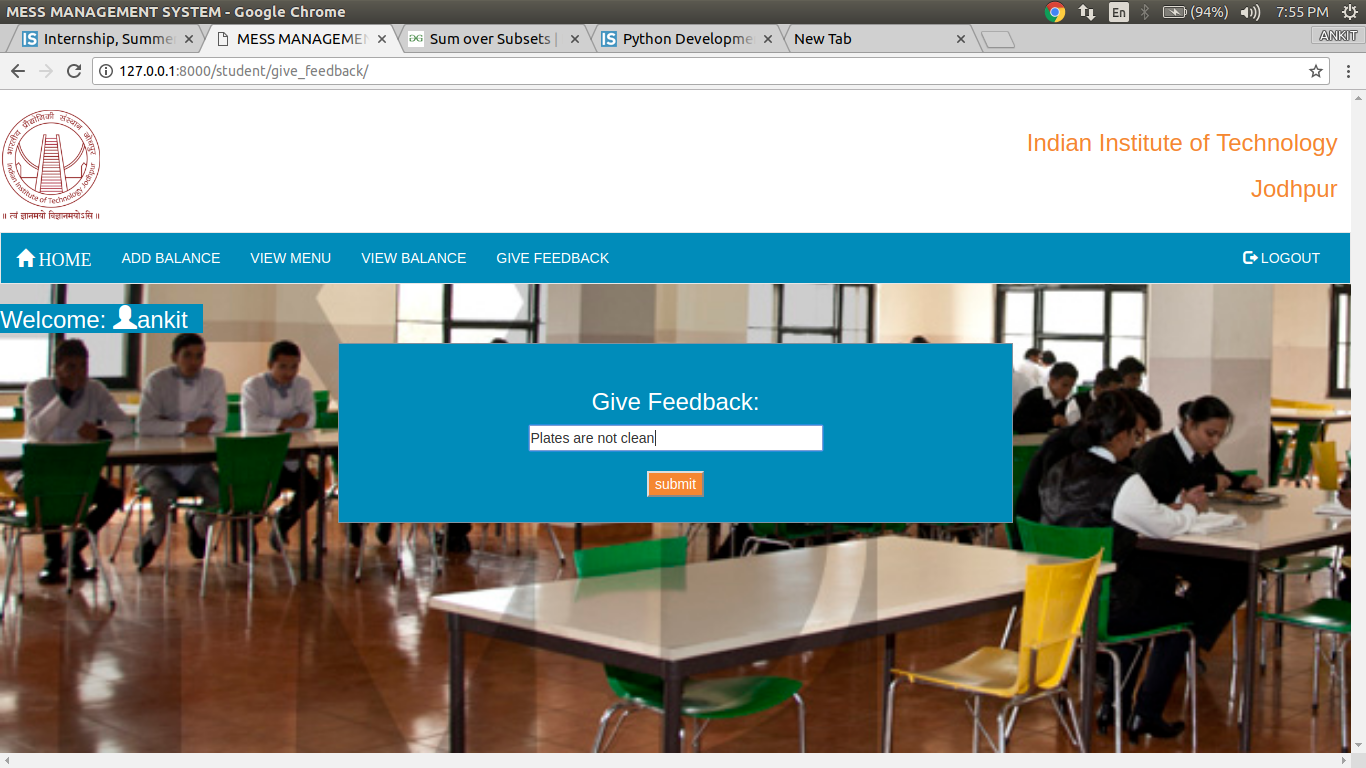 MESS MANAGEMENT SYSTEM - Google Chrome
En (94%) 7:55 PM
Internship, Summe
MESS MANAGEMEN
Sum over Subsets |
Python Developme
New Tab
ANKIT
127.0.0.1:8000/student/give_feedback/
भारतीय प्रौद्योगिकी संस्थान जोधपुर
Indian Institute of Technology Jodhpur
॥ त्वं ज्ञानमयो विज्ञानमयोऽसि ॥
Indian Institute of Technology
Jodhpur
HOME ADD BALANCE VIEW MENU VIEW BALANCE GIVE FEEDBACK LOGOUT
Welcome: ankit
Give Feedback:
Plates are not clean
submit